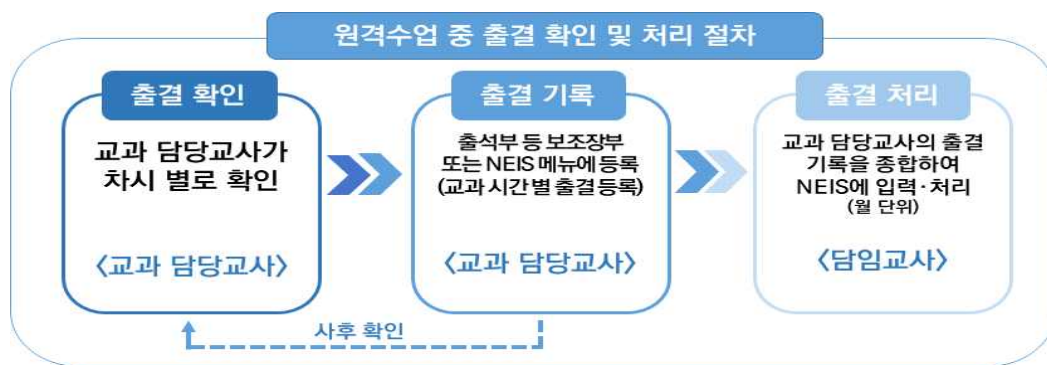 원격수업 중 출결 확인 및 처리 절차
출결 확인
교과 담당교사가
차시 별로 확인
<교과 담당교사>
출결 기록
출석부 등 보조장부
또는 NEIS 메뉴에 등록
(교과 시간별 출결 등록)
<교과 담당교사>
출결 처리
교과 담당교사의 출결
기록을 종합하여
NEIS에 입력·처리
(월 단위)
<담임교사>
사후 확인